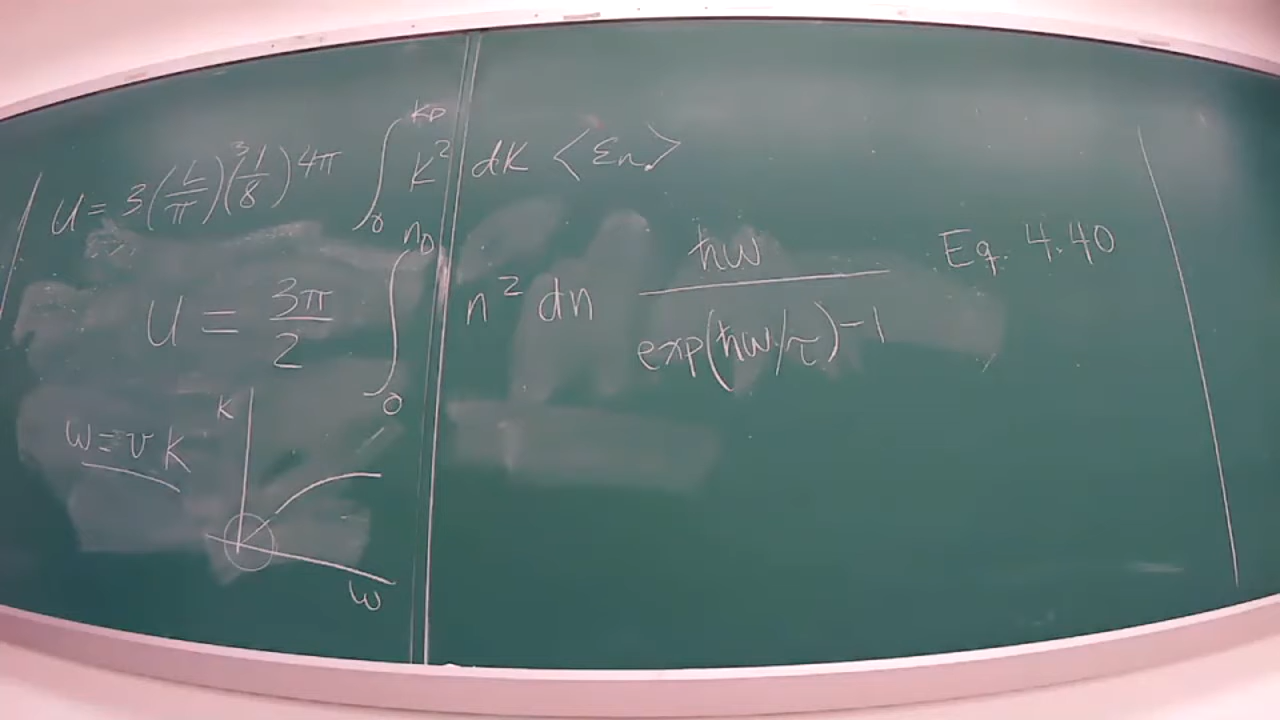 U = 3 (L/π)³ (1/8) 4π ∫₀^{K_D} K² dK ⟨ε_n⟩
U = 3π/2 ∫₀^{n_D} n² dn ħω / (exp(ħω/τ) − 1) Eq. 4.40
ω = v K
K
ω